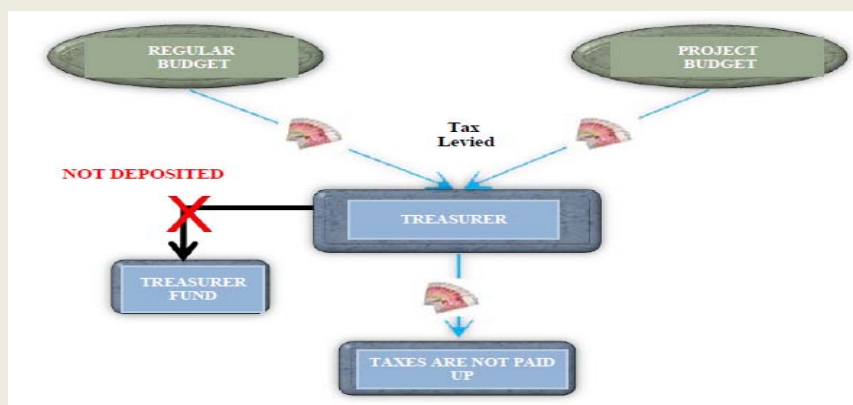 REGULAR
BUDGET
PROJECT
BUDGET
Tax
Levied
NOT DEPOSITED
TREASURER
TREASURER
FUND
TAXES ARE NOT PAID
UP